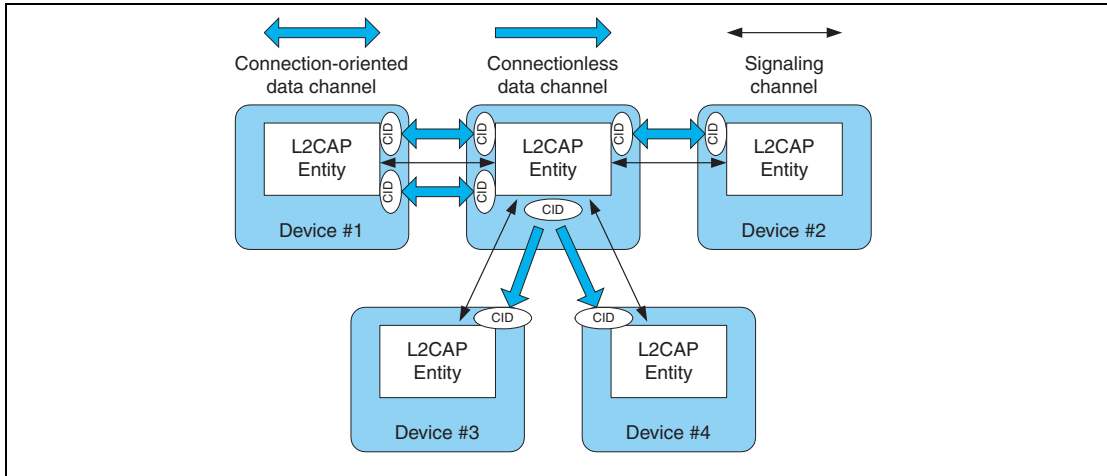 Connection-oriented
data channel
Connectionless
data channel
Signaling
channel
CID
CID
CID
CID
L2CAP
Entity
L2CAP
Entity
L2CAP
Entity
CID
CID
CID
Device #1
Device #2
CID
CID
L2CAP
Entity
L2CAP
Entity
Device #3
Device #4